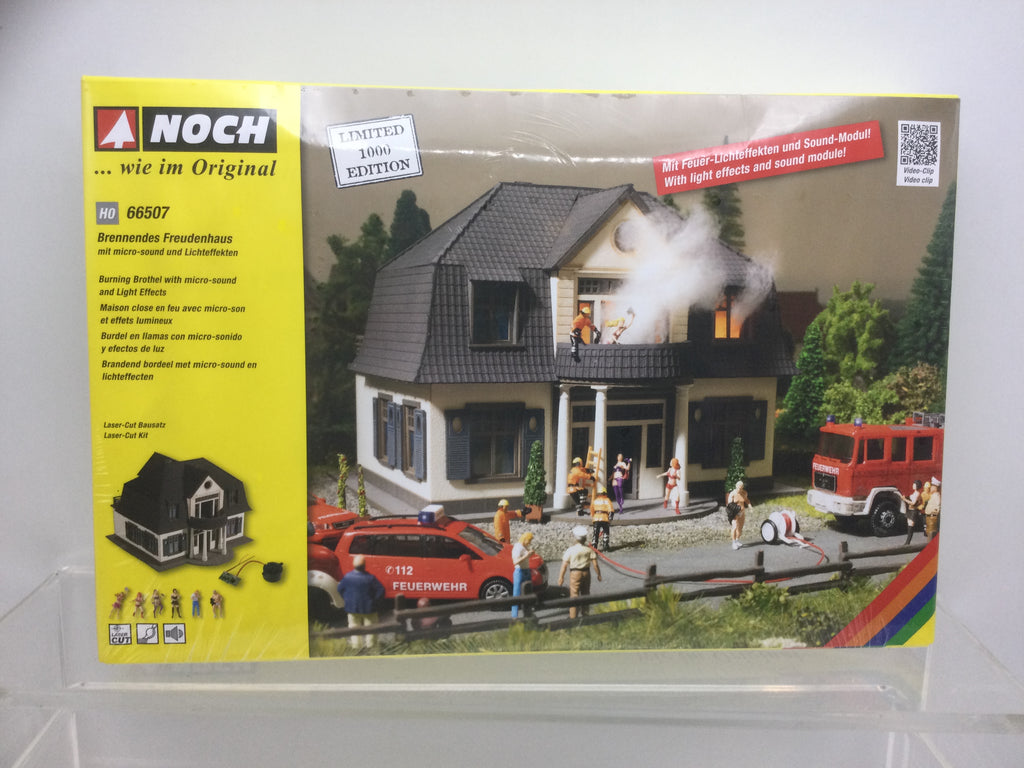 NOCH
... wie im Original
H0 66507
Brennendes Freudenhaus
mit micro-sound und Lichteffekten
Burning Brothel with micro-sound
and Light Effects
Maison close en feu avec micro-son
et effets lumineux
Burdel en llamas con micro-sonido
y efectos de luz
Brandend bordeel met micro-sound en
lichteffecten
Laser-Cut Bausatz
Laser-Cut Kit
LASER
CUT
LIMITED
1000
EDITION
Mit Feuer-Lichteffekten und Sound-Modul!
With light effects and sound module!
Video-Clip
Video clip
FEUERWEHR
112
FEUERWEHR